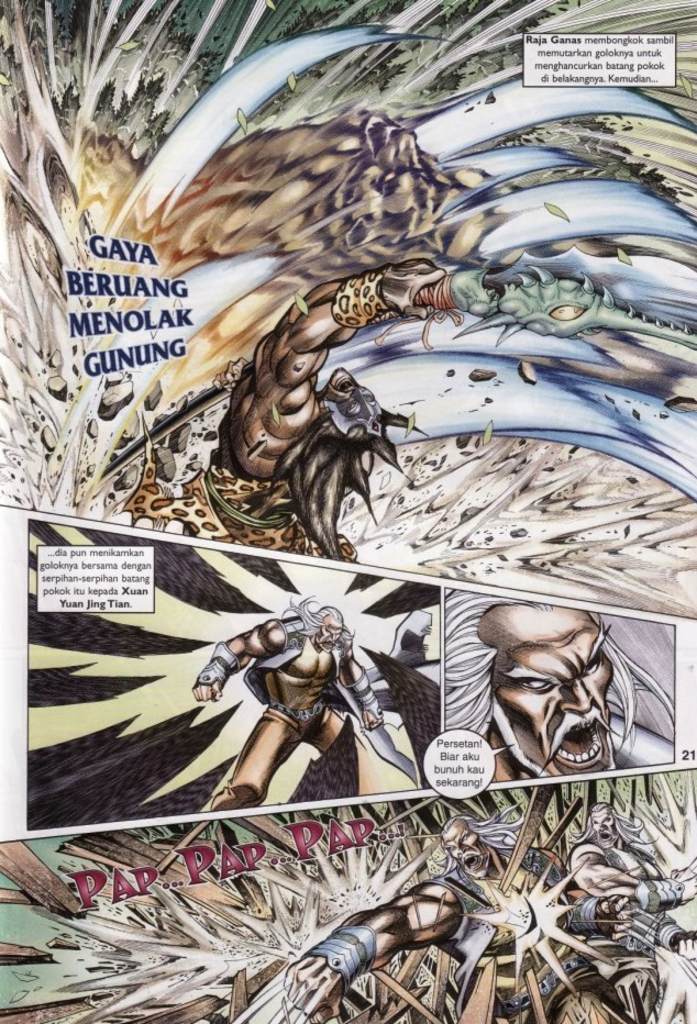 Raja Ganas membongkok sambil
memutarkan goloknya untuk
menghancurkan batang pokok
di belakangnya. Kemudian...
GAYA
BERUANG
MENOLAK
GUNUNG
...dia pun menikamkan
goloknya bersama dengan
serpihan-serpihan batang
pokok itu kepada Xuan
Yuan Jing Tian.
Persetan!
Biar aku
bunuh kau
sekarang!
21
PAP...PAP...PAP...!